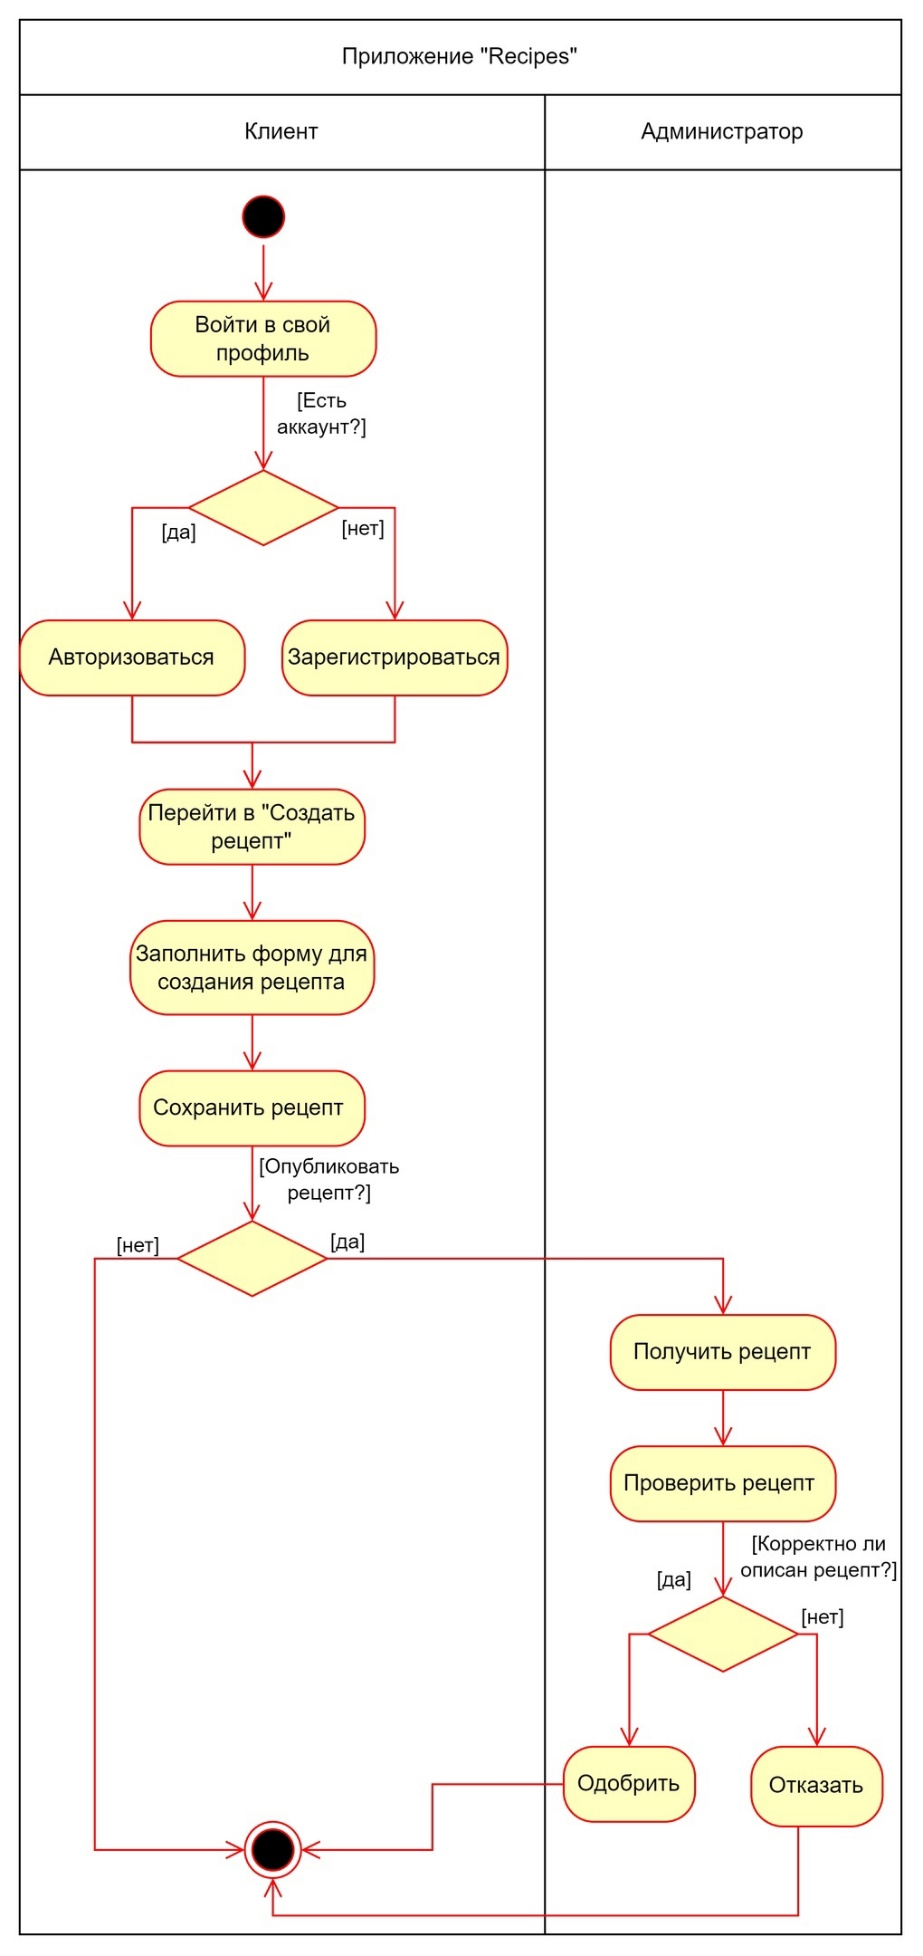 Приложение "Recipes"
Клиент
Администратор
Войти в свой
профиль
[Есть
аккаунт?]
[да]
[нет]
Авторизоваться
Зарегистрироваться
Перейти в "Создать
рецепт"
Заполнить форму для
создания рецепта
Сохранить рецепт
[Опубликовать
рецепт?]
[нет]
[да]
Получить рецепт
Проверить рецепт
[Корректно ли
описан рецепт?]
[да]
[нет]
Одобрить
Отказать